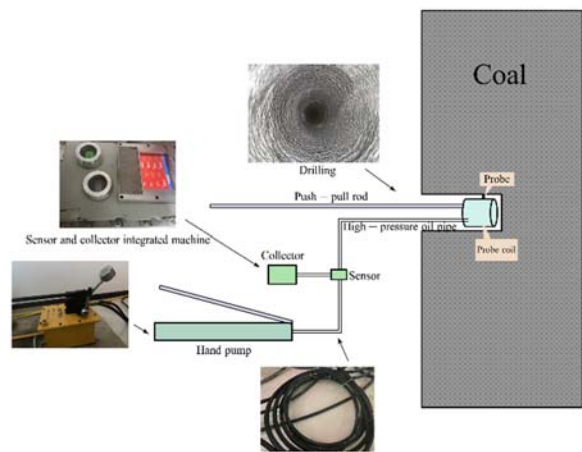 Coal
Drilling
Probe
Push – pull rod
High – pressure oil pipe
Probe coil
Sensor and collector integrated machine
Collector
Sensor
Hand pump